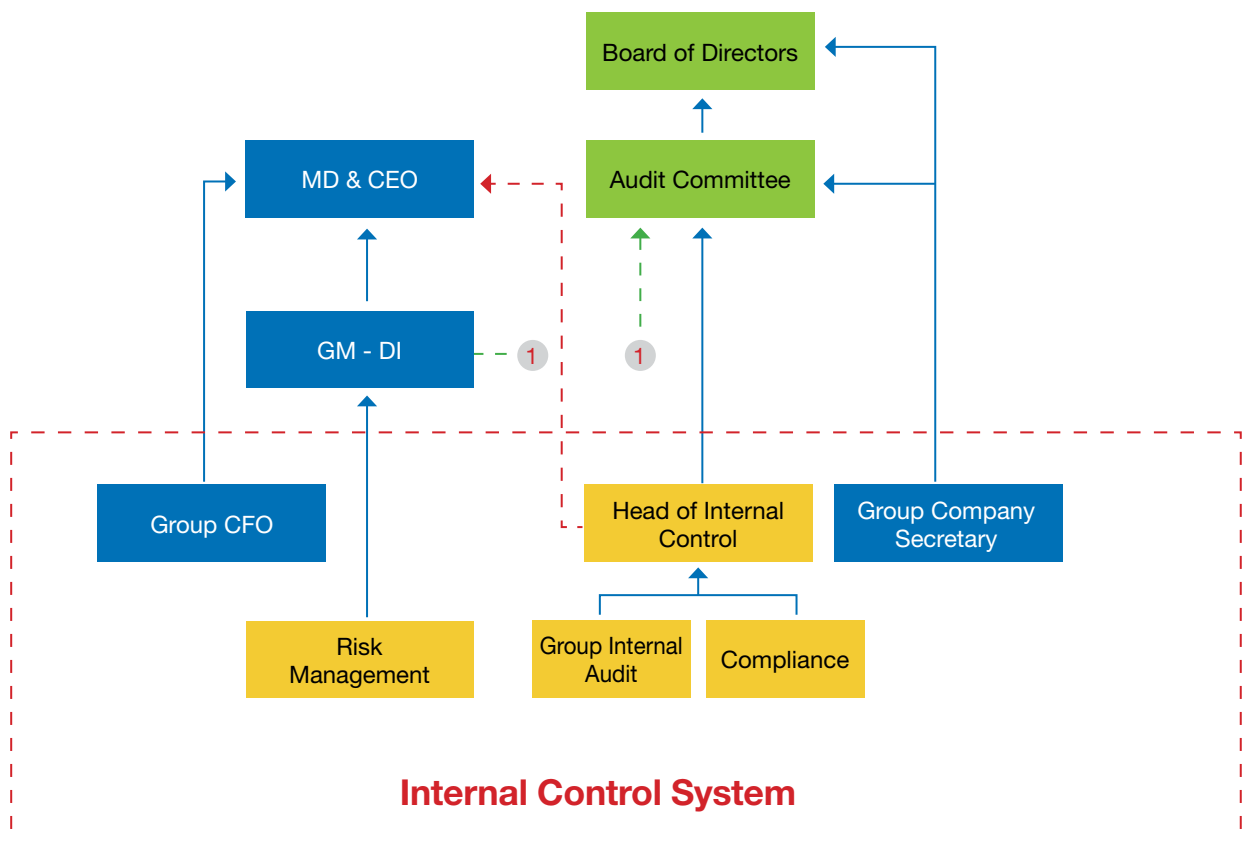 Board of Directors
MD & CEO
Audit Committee
GM - DI
1
1
Group CFO
Head of Internal
Control
Group Company
Secretary
Risk
Management
Group Internal
Audit
Compliance
Internal Control System